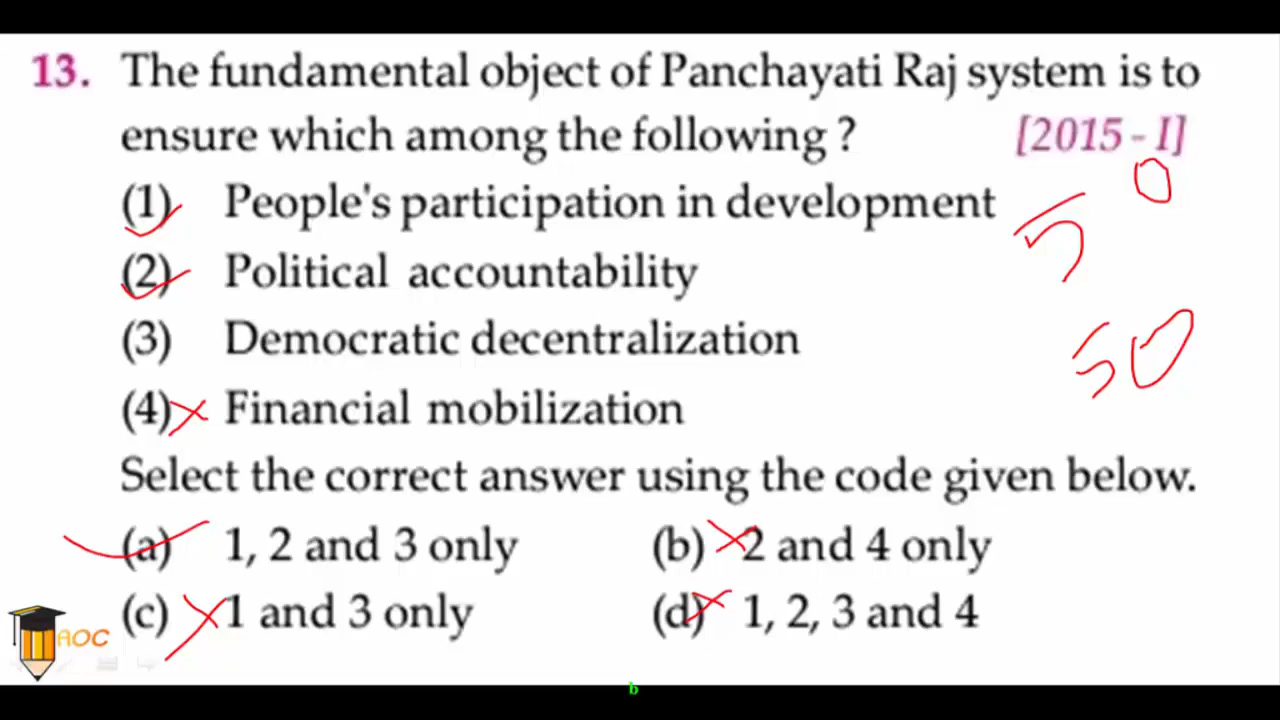 13. The fundamental object of Panchayati Raj system is to
ensure which among the following ? [2015 - I]
(1) People's participation in development
(2) Political accountability
(3) Democratic decentralization
(4) Financial mobilization
Select the correct answer using the code given below.
(a) 1, 2 and 3 only (b) 2 and 4 only
(c) 1 and 3 only (d) 1, 2, 3 and 4
5 0
50
AOC
b